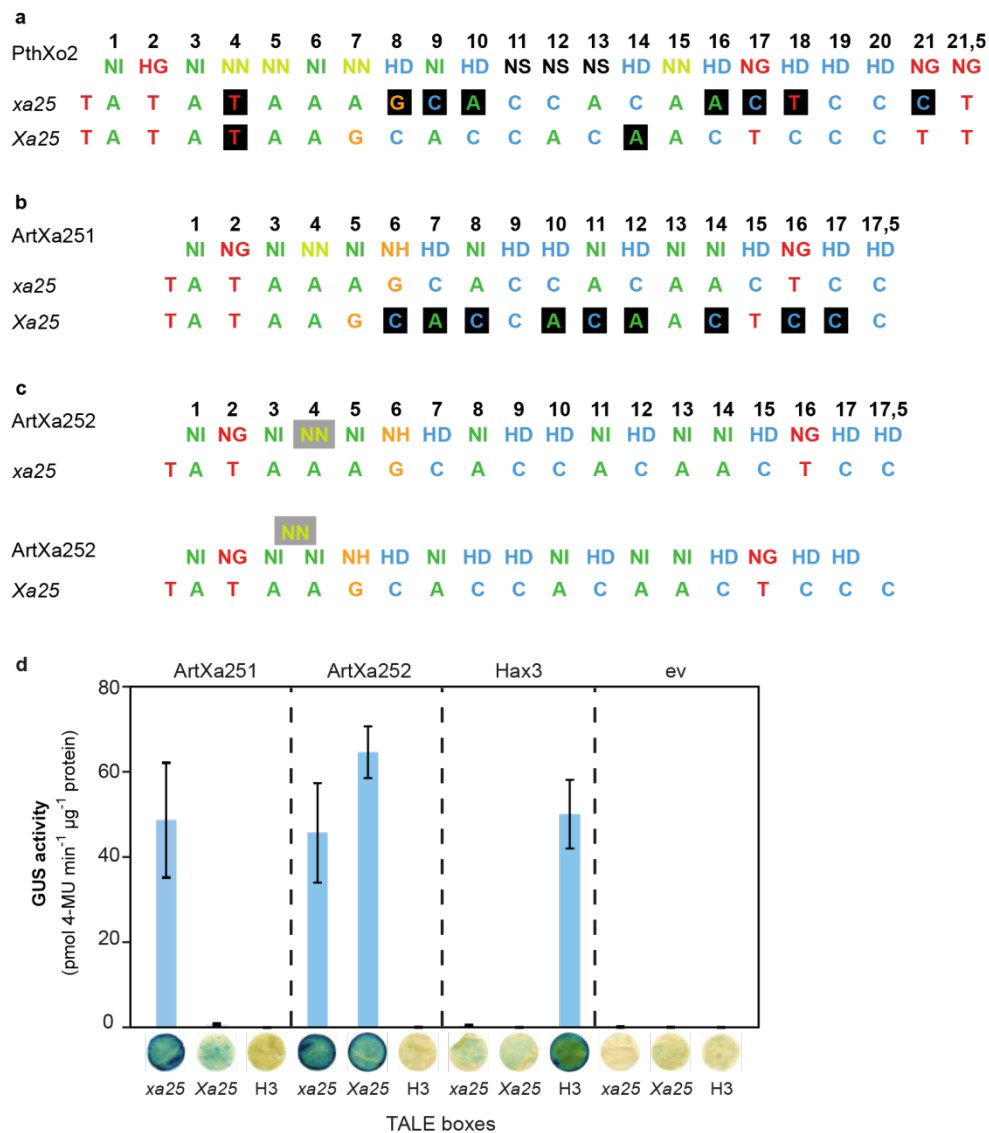 a
1 2 3 4 5 6 7 8 9 10 11 12 13 14 15 16 17 18 19 20 21 21,5
PthXo2 NI HG NI NN NN NI NN HD NI HD NS NS NS HD NN HD NG HD HD HD NG NG
xa25 T A T A T A A A G C A C C A C A A C T C C C T
Xa25 T A T A T A A G C A C C A C A A C T C C C T T
b
1 2 3 4 5 6 7 8 9 10 11 12 13 14 15 16 17 17,5
ArtXa251 NI NG NI NN NI NH HD NI HD HD NI HD NI NI HD NG HD HD
xa25 T A T A A A G C A C C A C A A C T C C
Xa25 T A T A A G C A C C A C A A C T C C C
c
1 2 3 4 5 6 7 8 9 10 11 12 13 14 15 16 17 17,5
ArtXa252 NI NG NI NN NI NH HD NI HD HD NI HD NI NI HD NG HD HD
xa25 T A T A A A G C A C C A C A A C T C C
NN
ArtXa252 NI NG NI NI NH HD NI HD HD NI HD NI NI HD NG HD HD
Xa25 T A T A A G C A C C A C A A C T C C C
d
ArtXa251 ArtXa252 Hax3 ev
80
60
40
20
0
GUS activity
(pmol 4-MU min⁻¹ µg⁻¹ protein)
xa25 Xa25 H3 xa25 Xa25 H3 xa25 Xa25 H3 xa25 Xa25 H3
TALE boxes